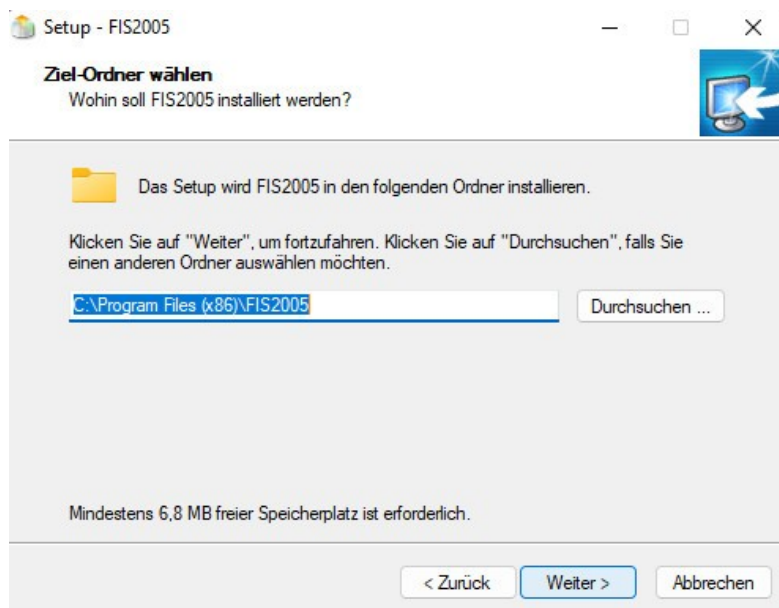 Setup - FIS2005
Ziel-Ordner wählen
Wohin soll FIS2005 installiert werden?
Das Setup wird FIS2005 in den folgenden Ordner installieren.
Klicken Sie auf "Weiter", um fortzufahren. Klicken Sie auf "Durchsuchen", falls Sie
einen anderen Ordner auswählen möchten.
C:\Program Files (x86)\FIS2005
Durchsuchen ...
Mindestens 6,8 MB freier Speicherplatz ist erforderlich.
< Zurück
Weiter >
Abbrechen